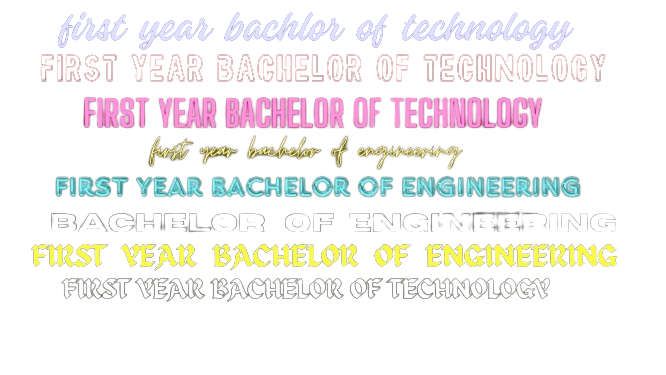 first year bachlor of technology
FIRST YEAR BACHELOR OF TECHNOLOGY
FIRST YEAR BACHELOR OF TECHNOLOGY
first year bachelor of engineering
FIRST YEAR BACHELOR OF ENGINEERING
BACHELOR OF ENGINEERING
FIRST YEAR BACHELOR OF ENGINEERING
FIRST YEAR BACHELOR OF TECHNOLOGY